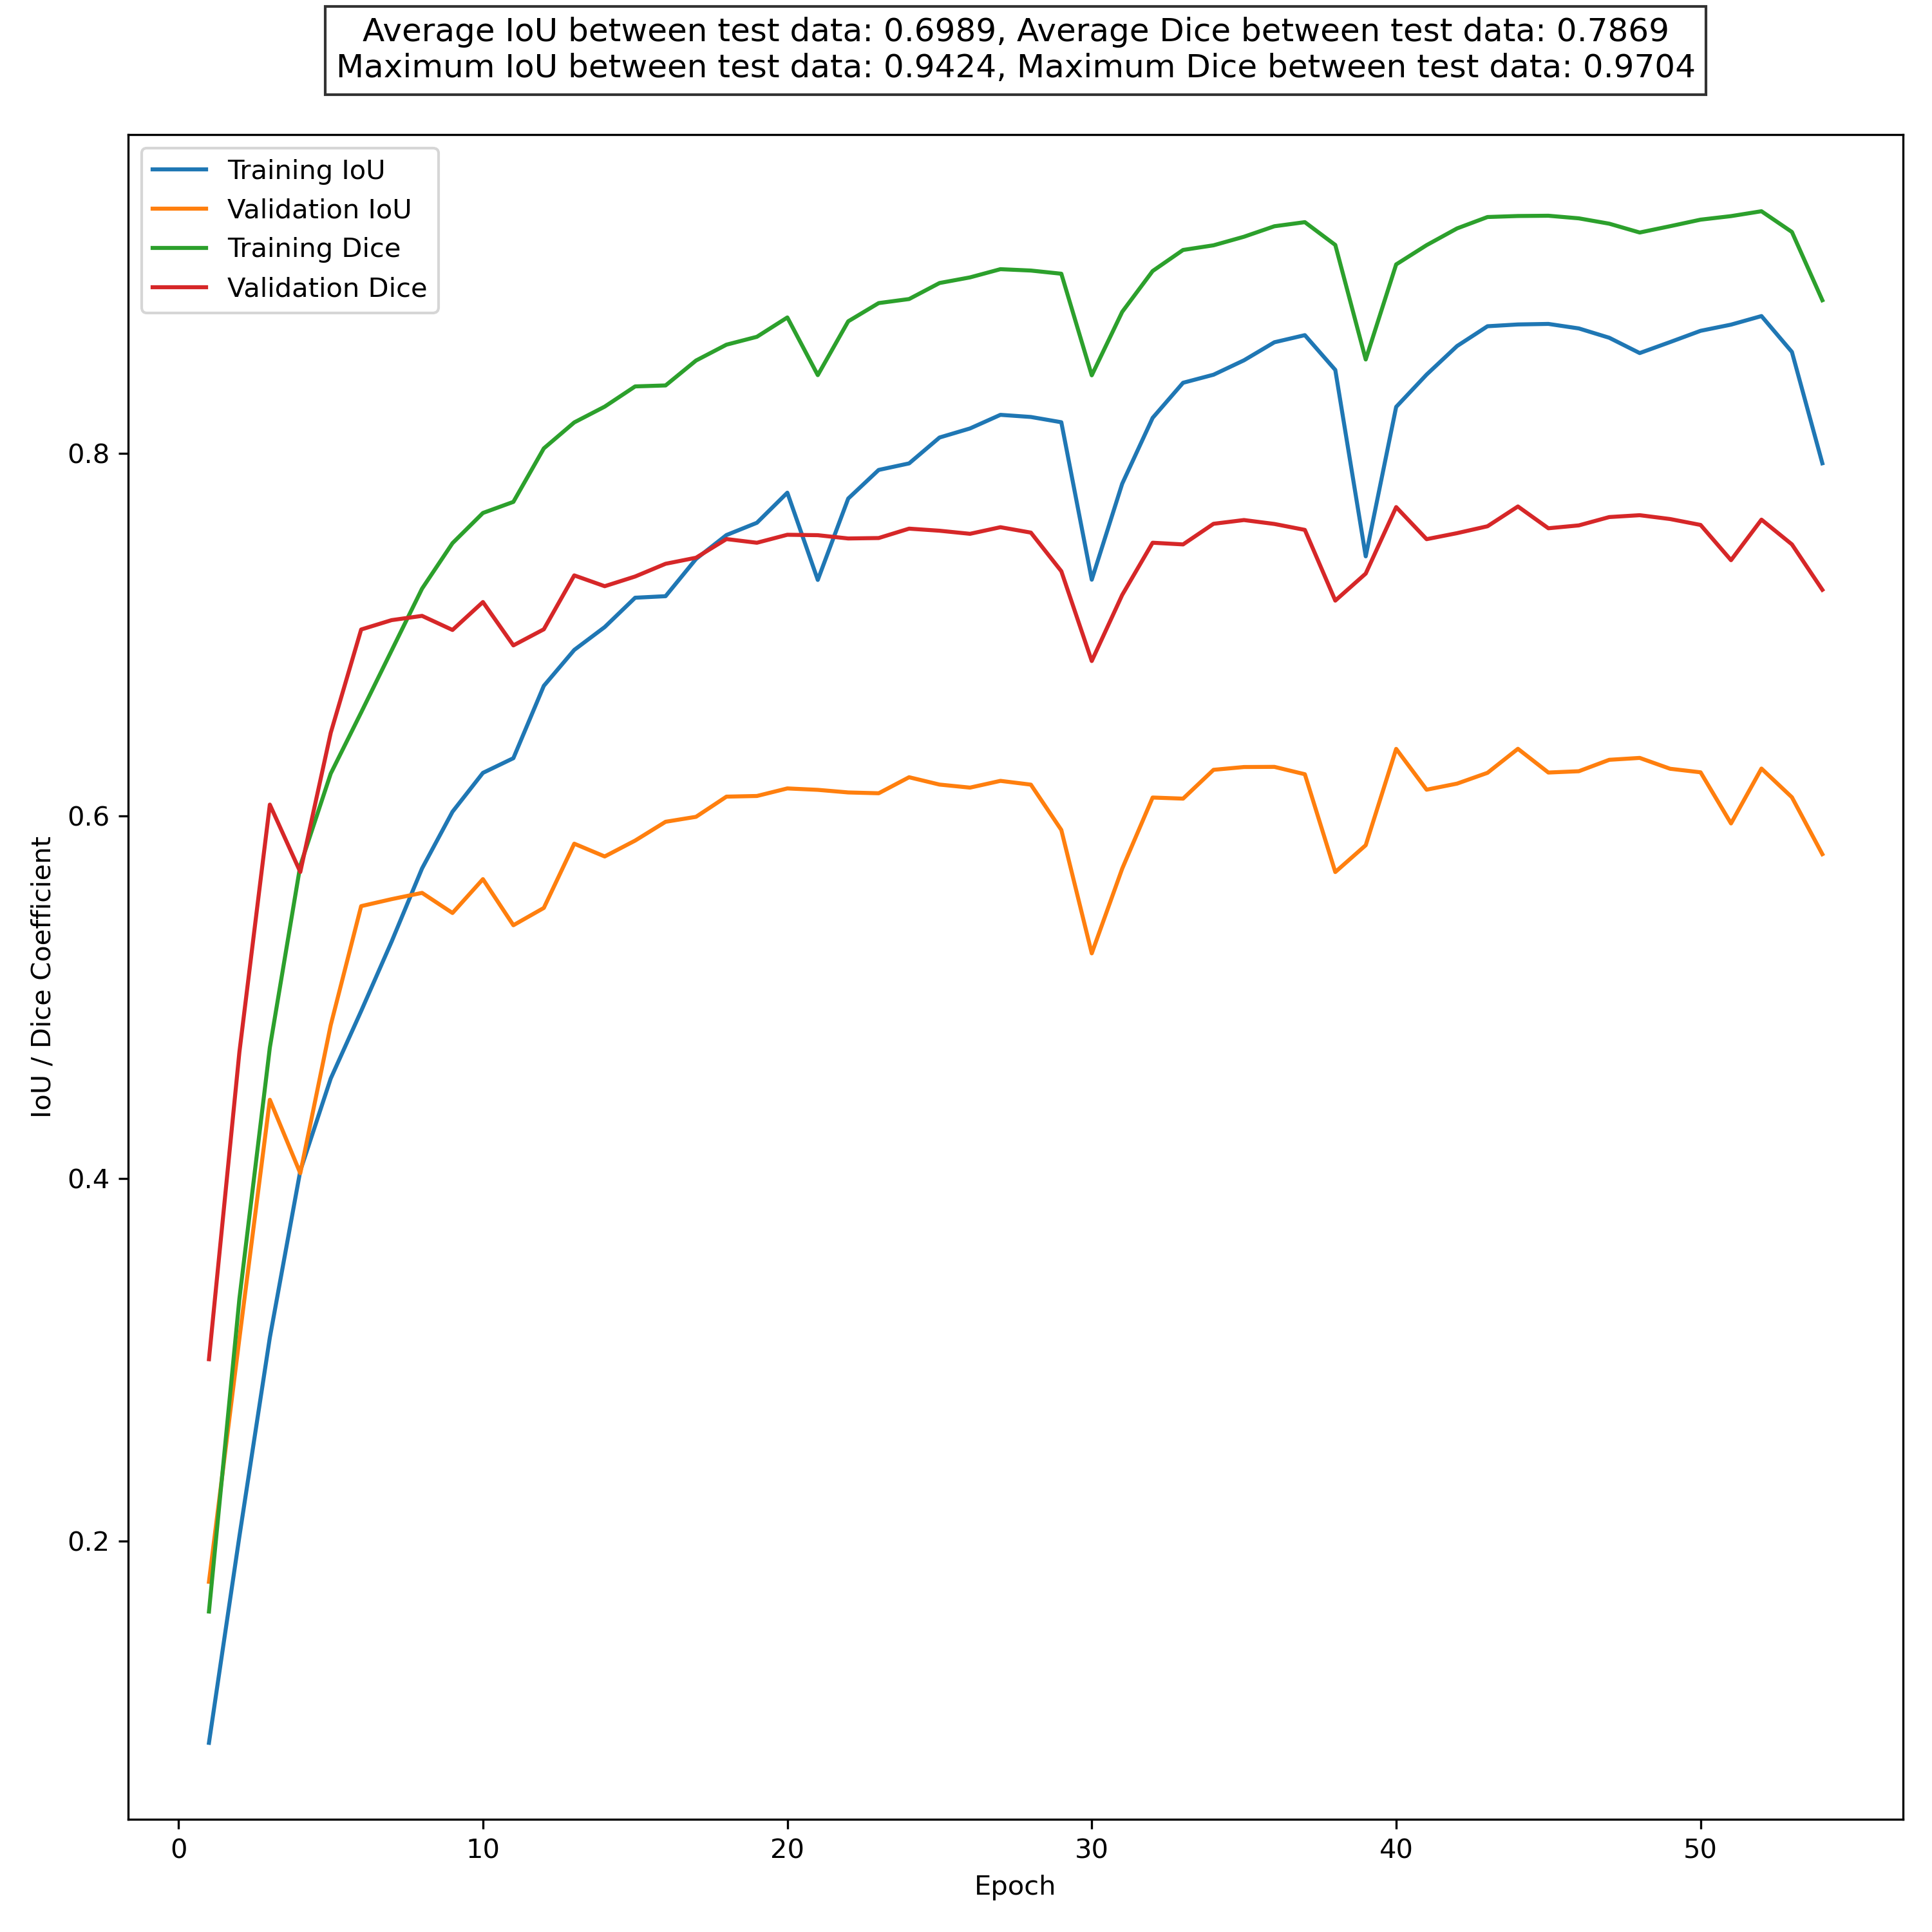 Average IoU between test data: 0.6989, Average Dice between test data: 0.7869
Maximum IoU between test data: 0.9424, Maximum Dice between test data: 0.9704
Training IoU
Validation IoU
Training Dice
Validation Dice
0.8
0.6
0.4
0.2
IoU / Dice Coefficient
0 10 20 30 40 50
Epoch